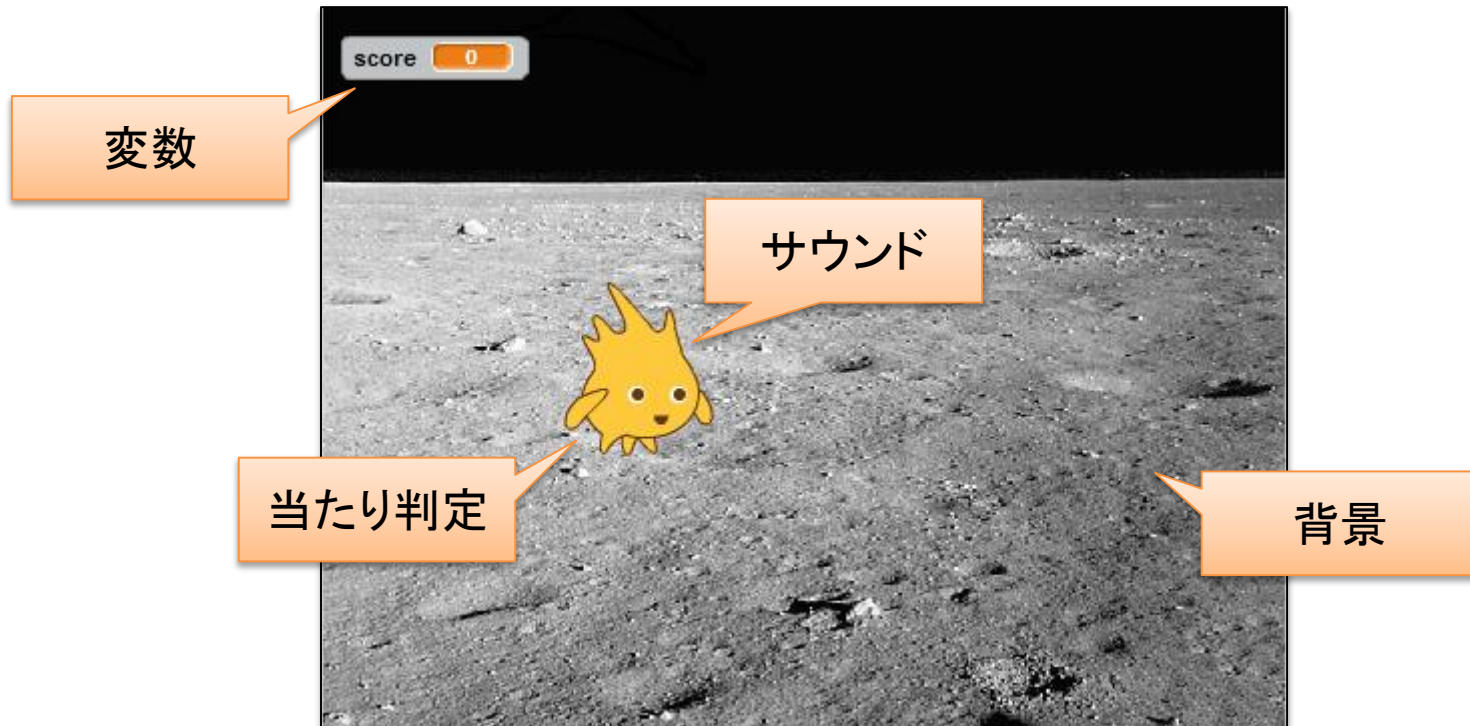 score 0
変数
サウンド
当たり判定
背景